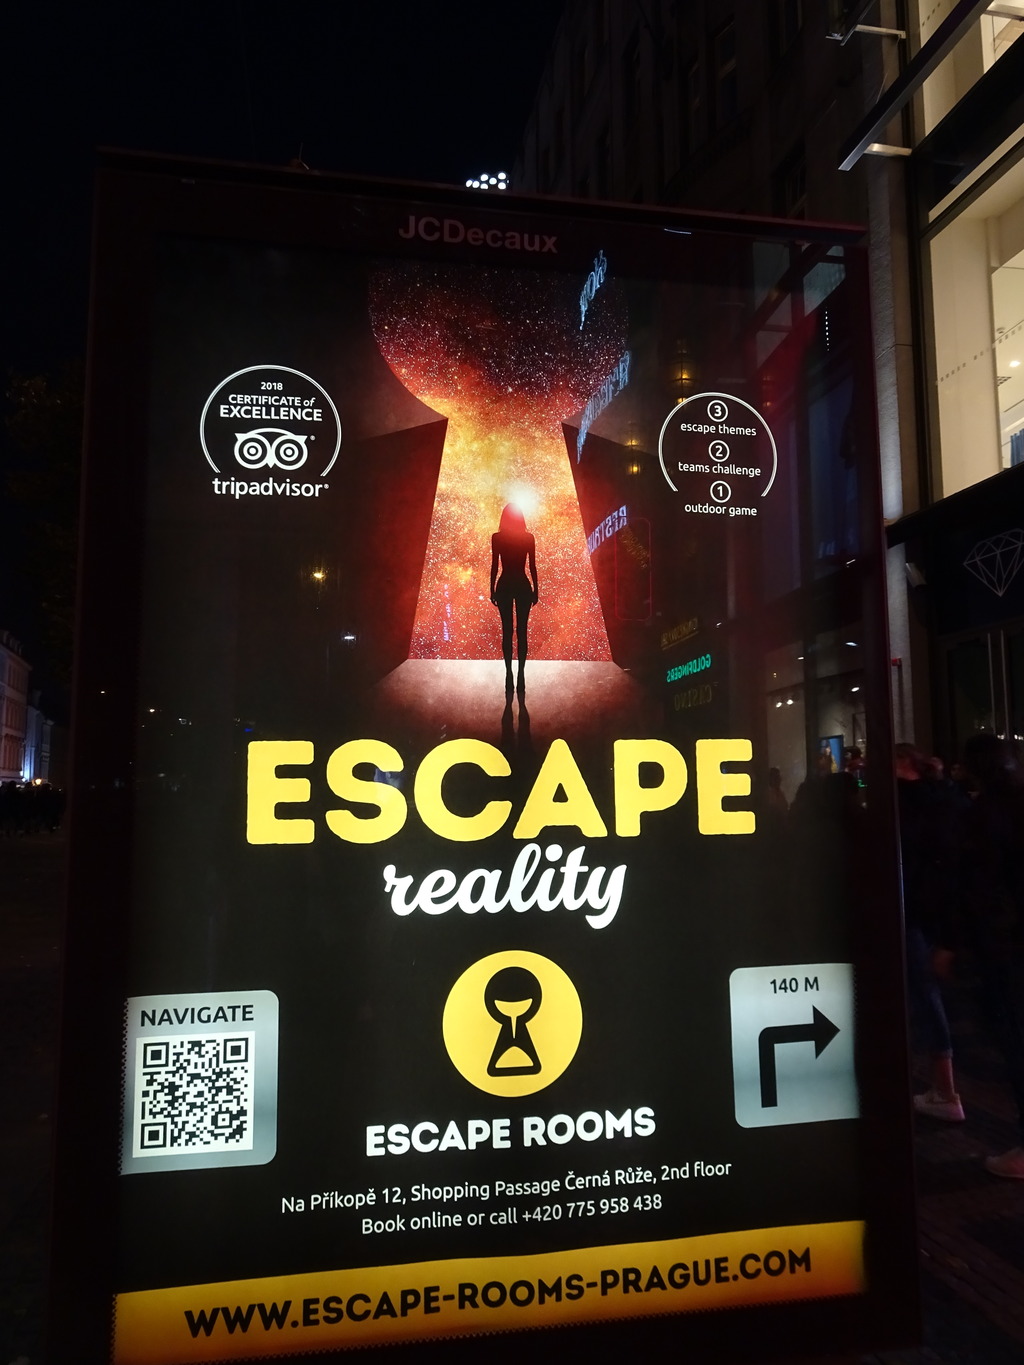 JCDecaux
2018
CERTIFICATE of
EXCELLENCE
tripadvisor®
3
escape themes
2
teams challenge
1
outdoor game
GOLDFINGERS
CASINO
ESCAPE
reality
NAVIGATE
140 M
ESCAPE ROOMS
Na Příkopě 12, Shopping Passage Černá Růže, 2nd floor
Book online or call +420 775 958 438
WWW.ESCAPE-ROOMS-PRAGUE.COM